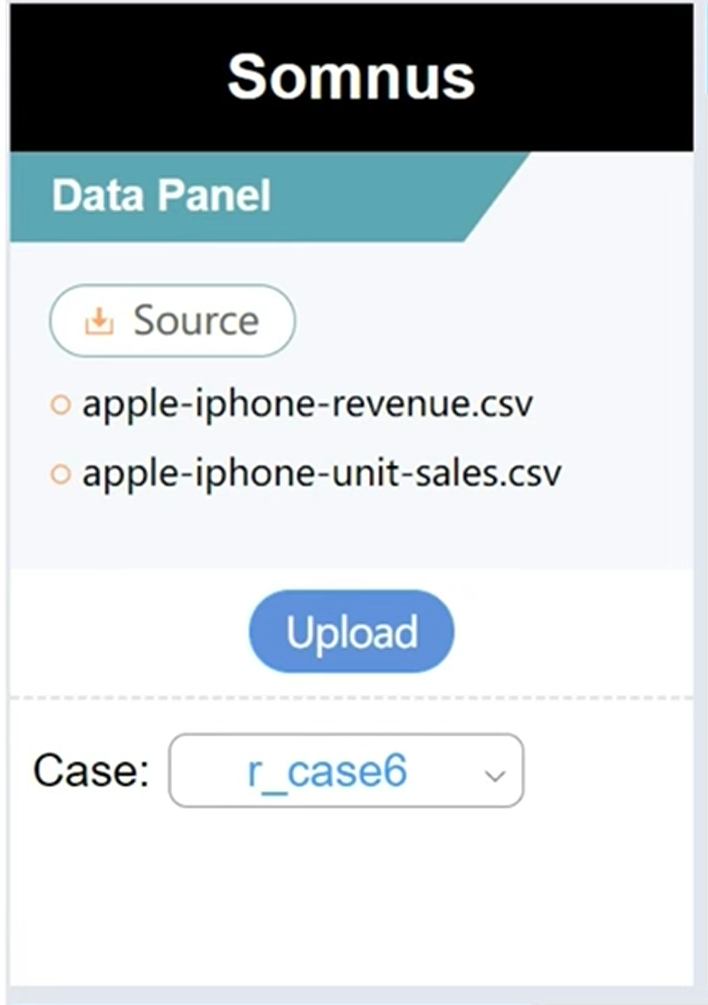 Somnus
Data Panel
Source
apple-iphone-revenue.csv
apple-iphone-unit-sales.csv
Upload
Case: r_case6